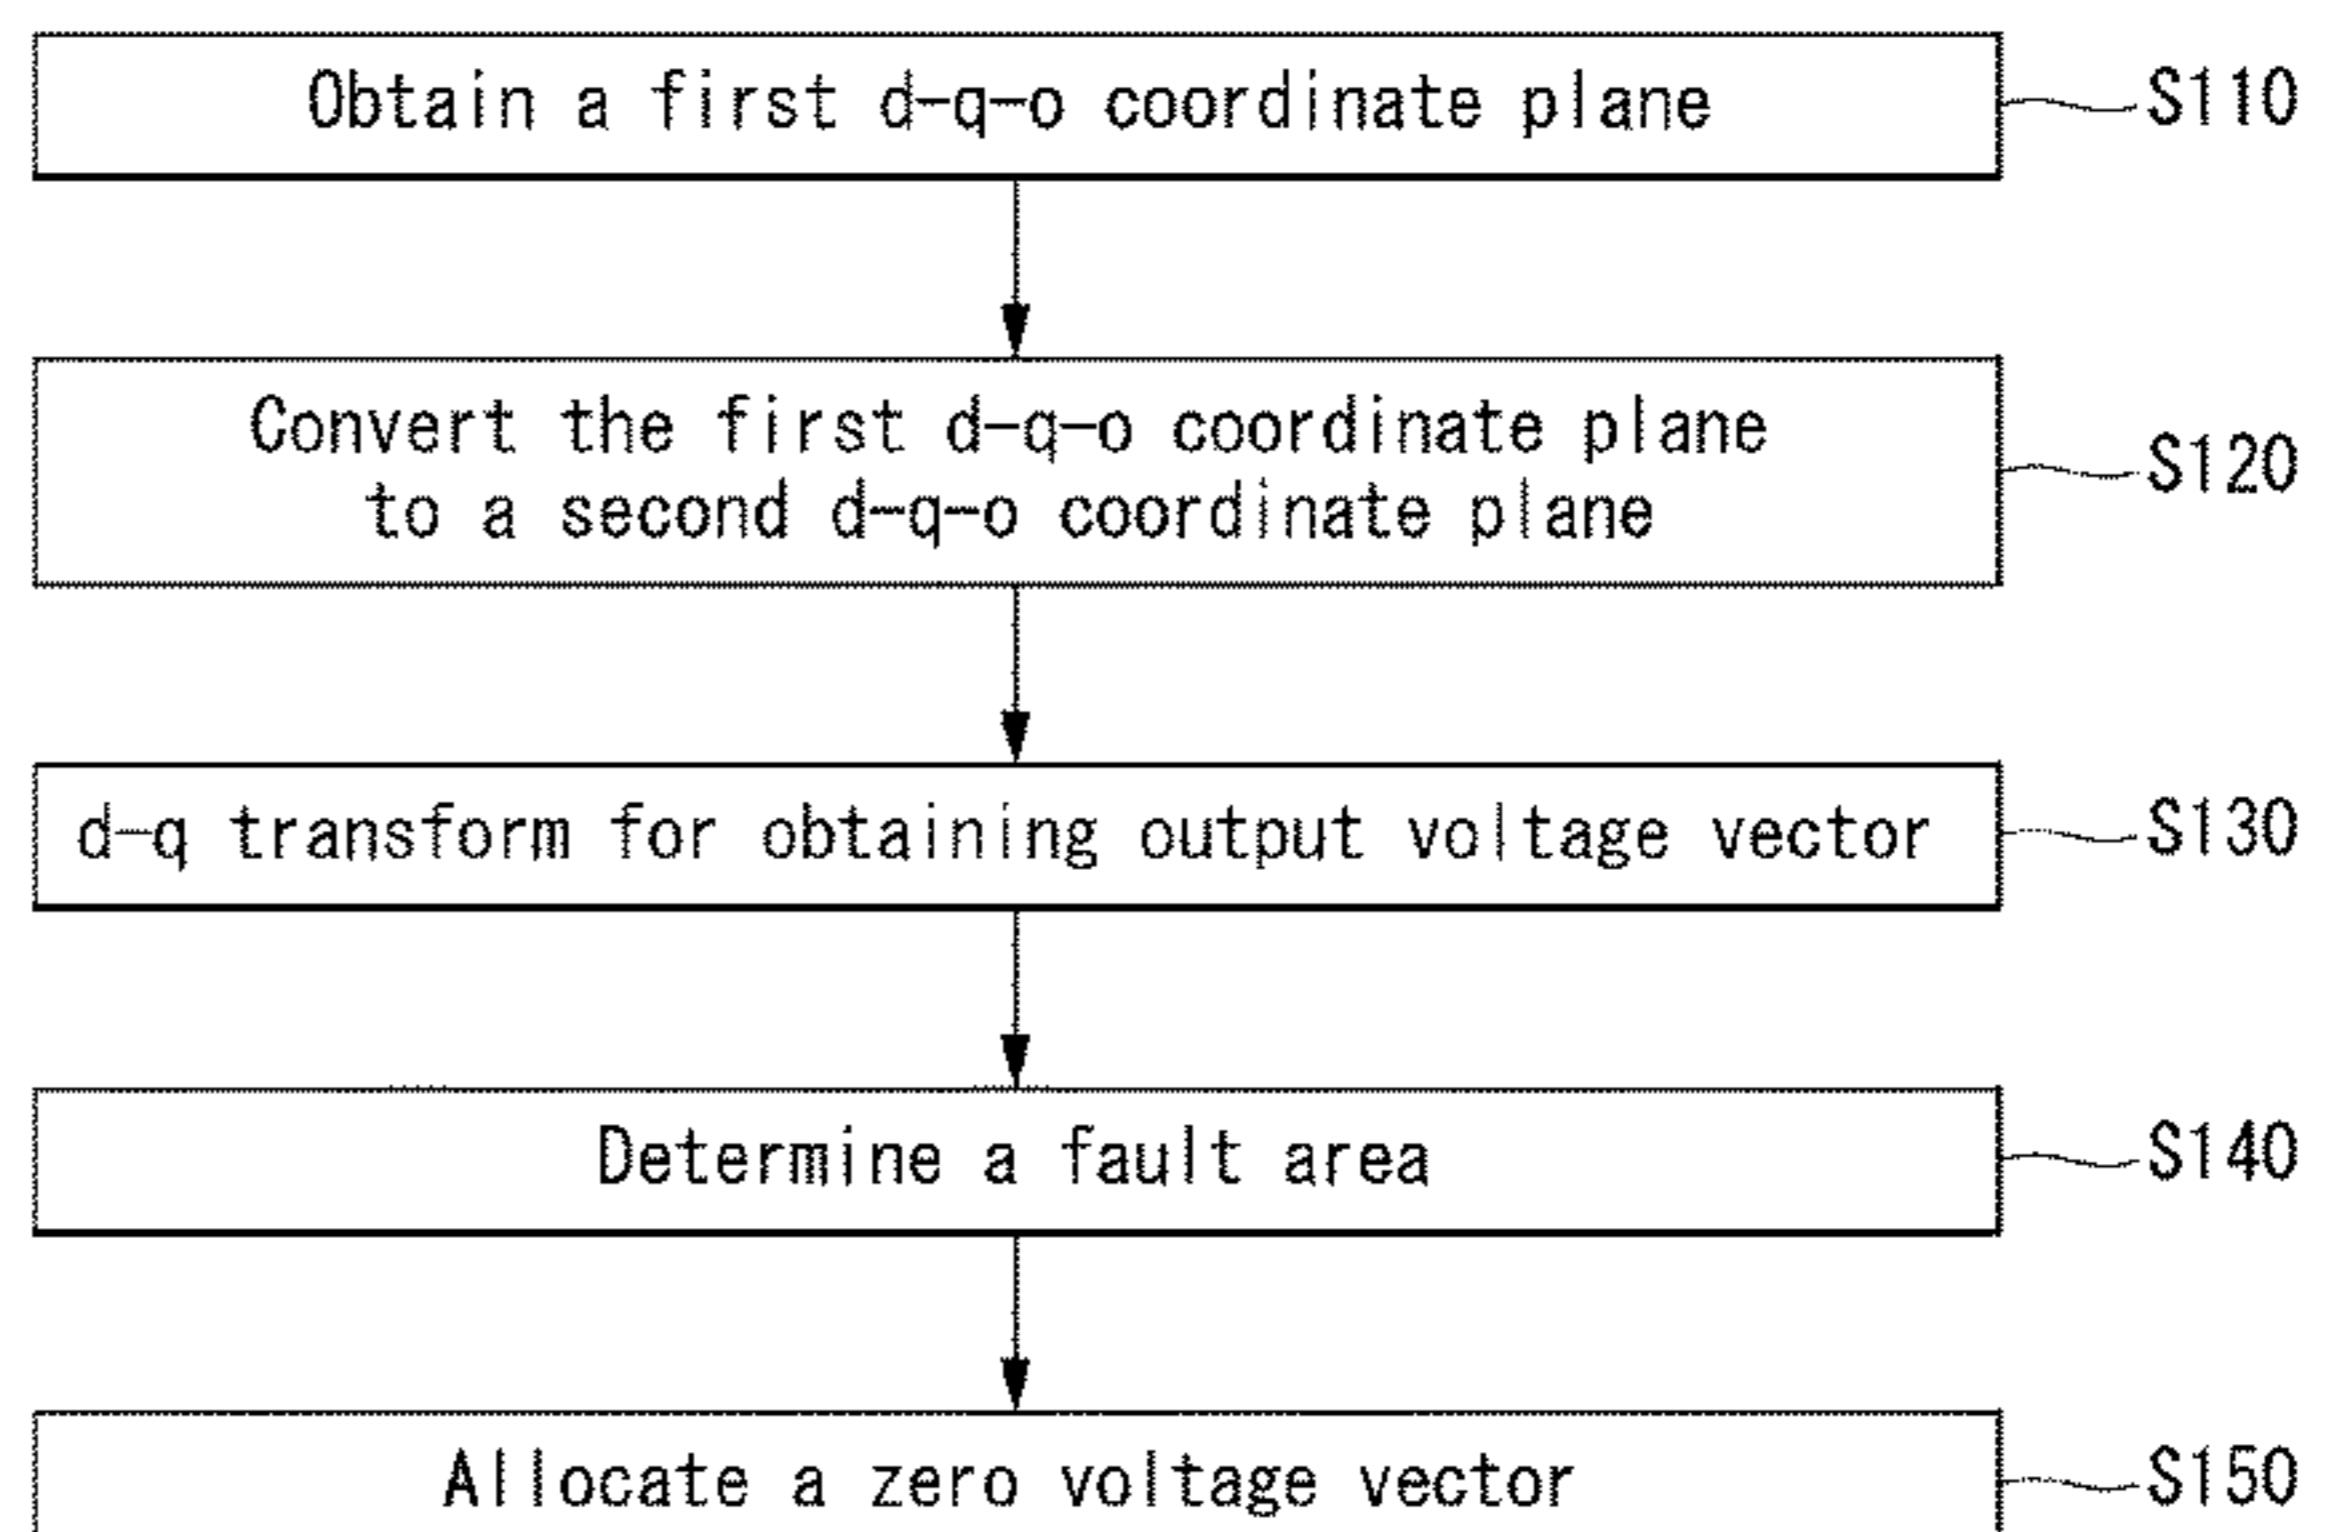 Obtain a first d-q-o coordinate plane
S110
Convert the first d-q-o coordinate plane
to a second d-q-o coordinate plane
S120
d-q transform for obtaining output voltage vector
S130
Determine a fault area
S140
Allocate a zero voltage vector
S150